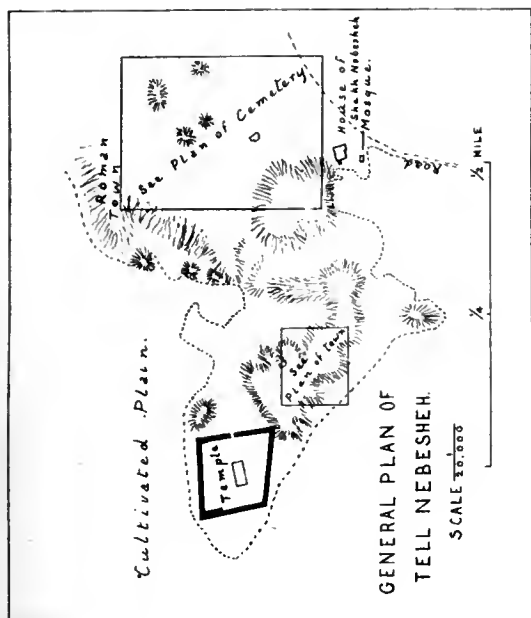 Cultivated Plain.
ROMAN
TOWN
See Plan of Cemetery
House of
Shekh Nebesheh
Mosque.
ROAD
Temple
See
Plan of town
GENERAL PLAN OF
TELL NEBESHEH.
SCALE 1/20,000
1/4
1/2 MILE